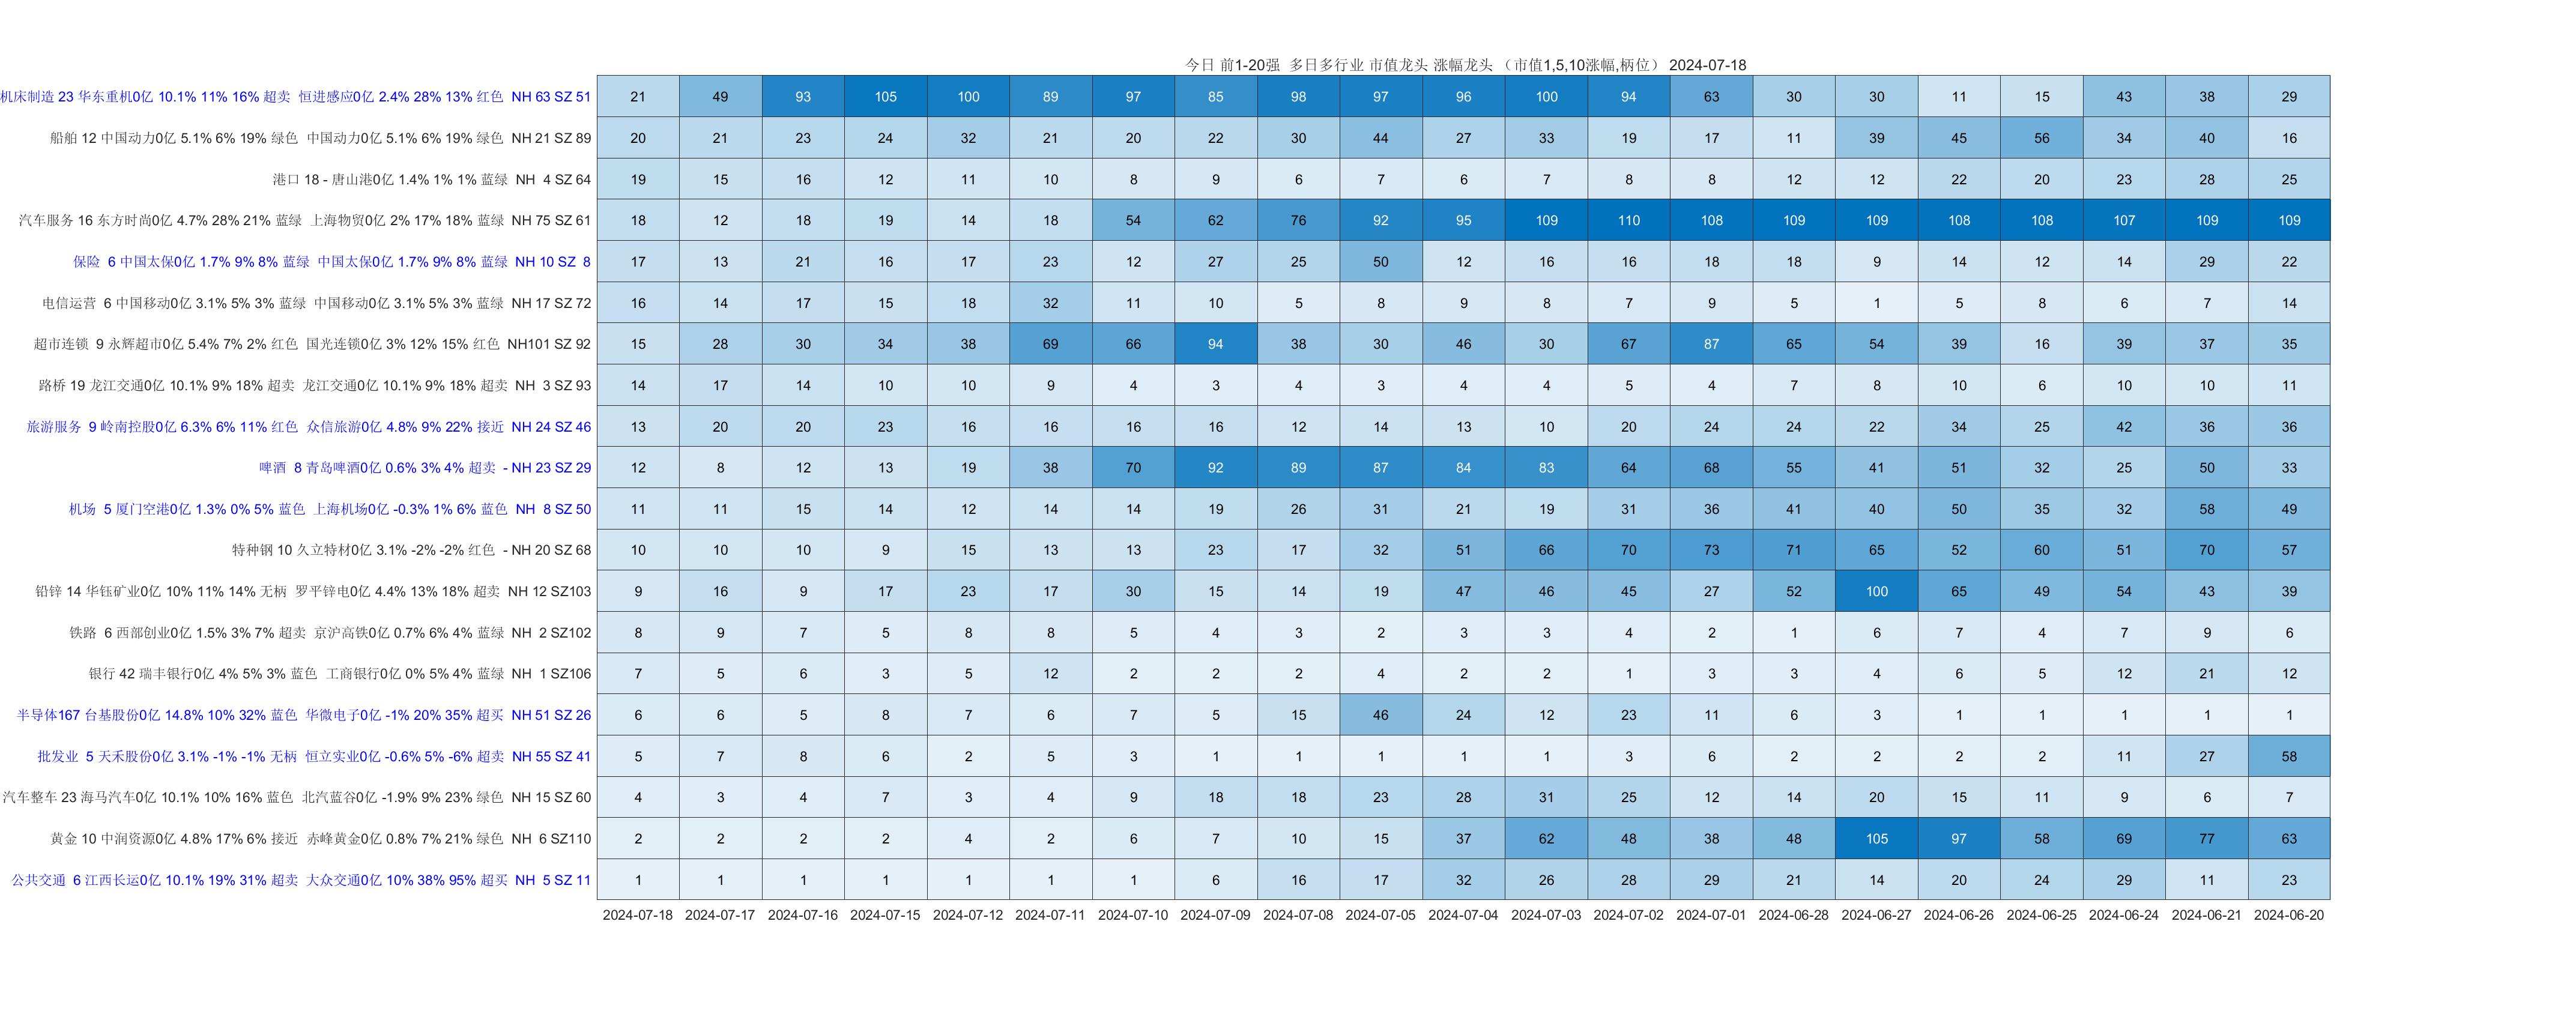 今日 前1-20强 多日多行业 市值龙头 涨幅龙头 （市值1,5,10涨幅,柄位） 2024-07-18
机床制造 23 华东重机0亿 10.1% 11% 16% 超卖 恒进感应0亿 2.4% 28% 13% 红色 NH 63 SZ 51 21 49 93 105 100 89 97 85 98 97 96 100 94 63 30 30 11 15 43 38 29
船舶 12 中国动力0亿 5.1% 6% 19% 绿色 中国动力0亿 5.1% 6% 19% 绿色 NH 21 SZ 89 20 21 23 24 32 21 20 22 30 44 27 33 19 17 11 39 45 56 34 40 16
港口 18 - 唐山港0亿 1.4% 1% 1% 蓝绿 NH 4 SZ 64 19 15 16 12 11 10 8 9 6 7 6 7 8 8 12 12 22 20 23 28 25
汽车服务 16 东方时尚0亿 4.7% 28% 21% 蓝绿 上海物贸0亿 2% 17% 18% 蓝绿 NH 75 SZ 61 18 12 18 19 14 18 54 62 76 92 95 109 110 108 109 109 108 108 107 109 109
保险 6 中国太保0亿 1.7% 9% 8% 蓝绿 中国太保0亿 1.7% 9% 8% 蓝绿 NH 10 SZ 8 17 13 21 16 17 23 12 27 25 50 12 16 16 18 18 9 14 12 14 29 22
电信运营 6 中国移动0亿 3.1% 5% 3% 蓝绿 中国移动0亿 3.1% 5% 3% 蓝绿 NH 17 SZ 72 16 14 17 15 18 32 11 10 5 8 9 8 7 9 5 1 5 8 6 7 14
超市连锁 9 永辉超市0亿 5.4% 7% 2% 红色 国光连锁0亿 3% 12% 15% 红色 NH101 SZ 92 15 28 30 34 38 69 66 94 38 30 46 30 67 87 65 54 39 16 39 37 35
路桥 19 龙江交通0亿 10.1% 9% 18% 超卖 龙江交通0亿 10.1% 9% 18% 超卖 NH 3 SZ 93 14 17 14 10 10 9 4 3 4 3 4 4 5 4 7 8 10 6 10 10 11
旅游服务 9 岭南控股0亿 6.3% 6% 11% 红色 众信旅游0亿 4.8% 9% 22% 接近 NH 24 SZ 46 13 20 20 23 16 16 16 16 12 14 13 10 20 24 24 22 34 25 42 36 36
啤酒 8 青岛啤酒0亿 0.6% 3% 4% 超卖 - NH 23 SZ 29 12 8 12 13 19 38 70 92 89 87 84 83 64 68 55 41 51 32 25 50 33
机场 5 厦门空港0亿 1.3% 0% 5% 蓝色 上海机场0亿 -0.3% 1% 6% 蓝色 NH 8 SZ 50 11 11 15 14 12 14 14 19 26 31 21 19 31 36 41 40 50 35 32 58 49
特种钢 10 久立特材0亿 3.1% -2% -2% 红色 - NH 20 SZ 68 10 10 10 9 15 13 13 23 17 32 51 66 70 73 71 65 52 60 51 70 57
铅锌 14 华钰矿业0亿 10% 11% 14% 无柄 罗平锌电0亿 4.4% 13% 18% 超卖 NH 12 SZ103 9 16 9 17 23 17 30 15 14 19 47 46 45 27 52 100 65 49 54 43 39
铁路 6 西部创业0亿 1.5% 3% 7% 超卖 京沪高铁0亿 0.7% 6% 4% 蓝绿 NH 2 SZ102 8 9 7 5 8 8 5 4 3 2 3 3 4 2 1 6 7 4 7 9 6
银行 42 瑞丰银行0亿 4% 5% 3% 蓝色 工商银行0亿 0% 5% 4% 蓝绿 NH 1 SZ106 7 5 6 3 5 12 2 2 2 4 2 2 1 3 3 4 6 5 12 21 12
半导体167 台基股份0亿 14.8% 10% 32% 蓝色 华微电子0亿 -1% 20% 35% 超买 NH 51 SZ 26 6 6 5 8 7 6 7 5 15 46 24 12 23 11 6 3 1 1 1 1 1
批发业 5 天禾股份0亿 3.1% -1% -1% 无柄 恒立实业0亿 -0.6% 5% -6% 超卖 NH 55 SZ 41 5 7 8 6 2 5 3 1 1 1 1 1 3 6 2 2 2 2 11 27 58
汽车整车 23 海马汽车0亿 10.1% 10% 16% 蓝色 北汽蓝谷0亿 -1.9% 9% 23% 绿色 NH 15 SZ 60 4 3 4 7 3 4 9 18 18 23 28 31 25 12 14 20 15 11 9 6 7
黄金 10 中润资源0亿 4.8% 17% 6% 接近 赤峰黄金0亿 0.8% 7% 21% 绿色 NH 6 SZ110 2 2 2 2 4 2 6 7 10 15 37 62 48 38 48 105 97 58 69 77 63
公共交通 6 江西长运0亿 10.1% 19% 31% 超卖 大众交通0亿 10% 38% 95% 超买 NH 5 SZ 11 1 1 1 1 1 1 1 6 16 17 32 26 28 29 21 14 20 24 29 11 23
2024-07-18 2024-07-17 2024-07-16 2024-07-15 2024-07-12 2024-07-11 2024-07-10 2024-07-09 2024-07-08 2024-07-05 2024-07-04 2024-07-03 2024-07-02 2024-07-01 2024-06-28 2024-06-27 2024-06-26 2024-06-25 2024-06-24 2024-06-21 2024-06-20